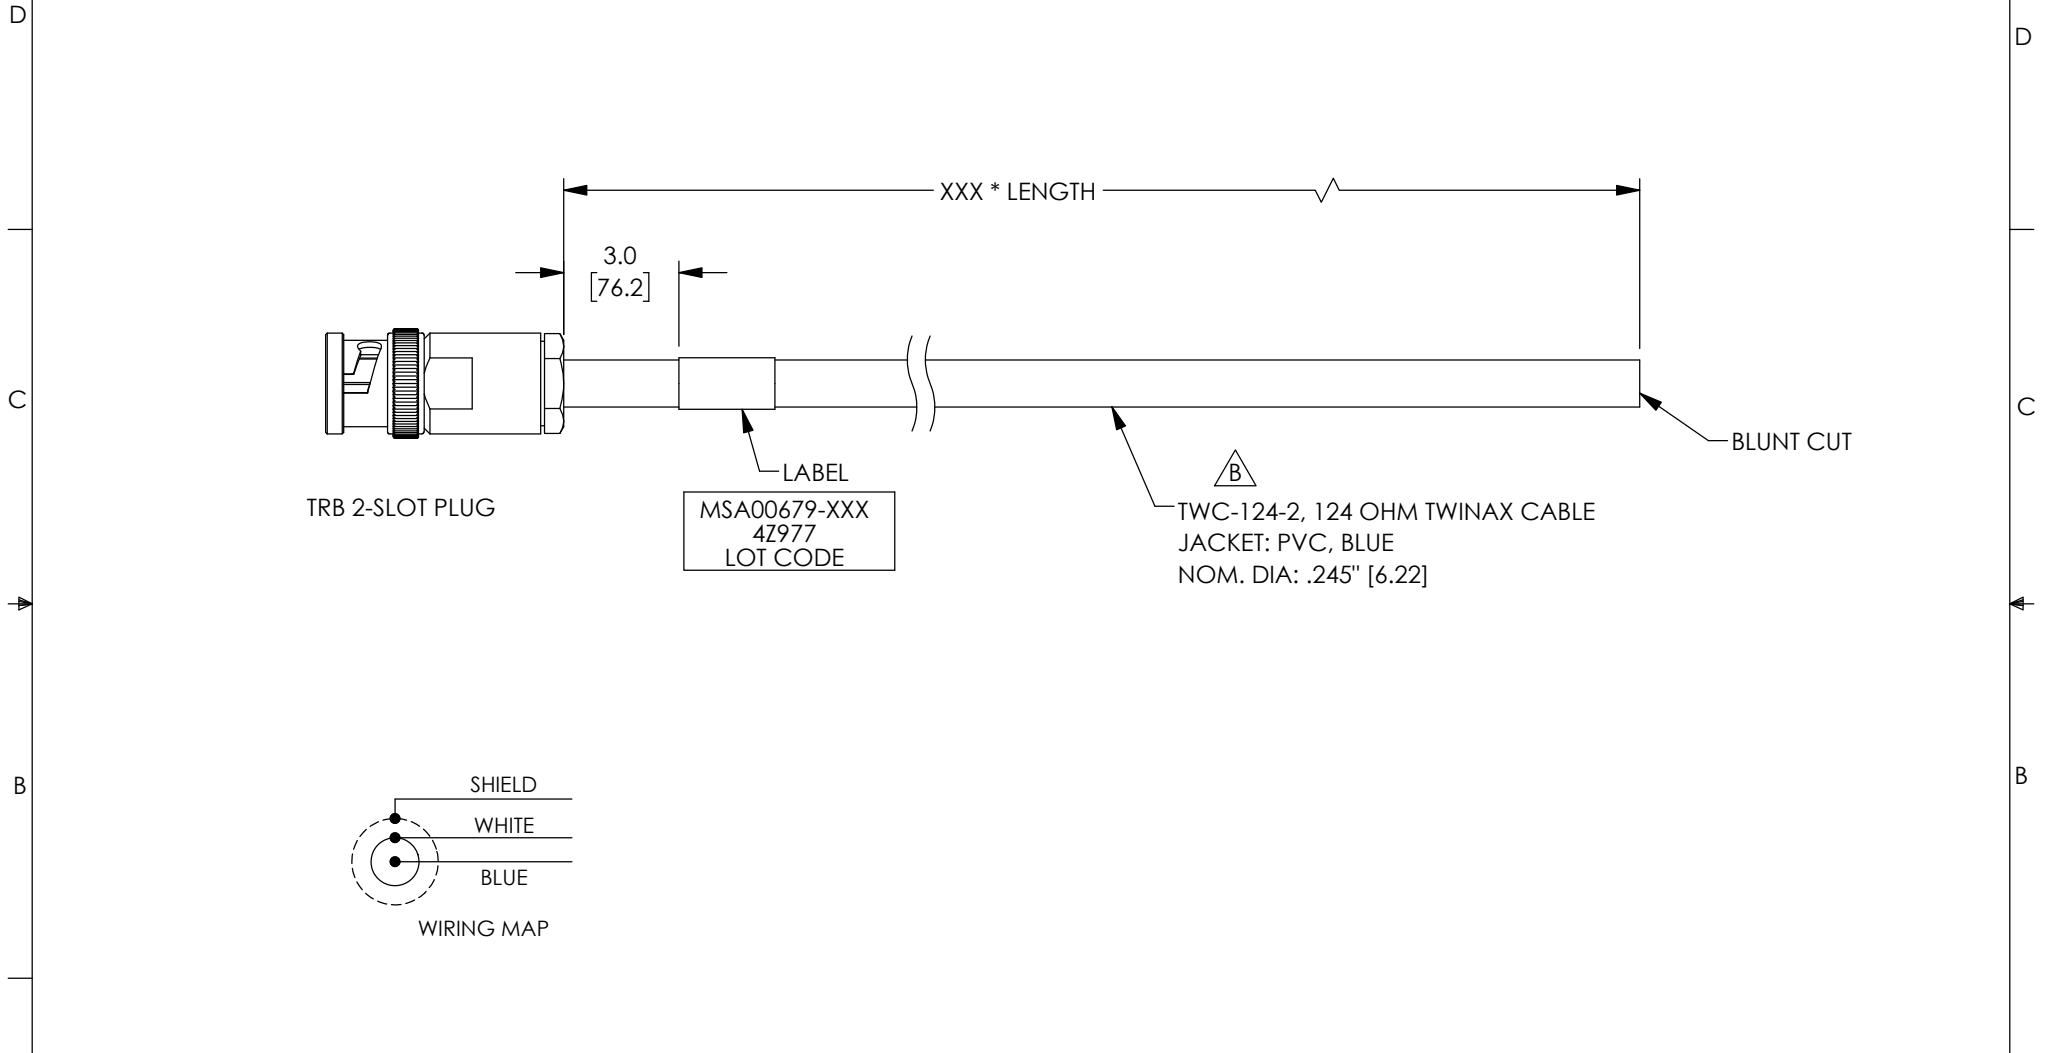 D
D
XXX * LENGTH
3.0
[76.2]
C
C
BLUNT CUT
LABEL
B
TRB 2-SLOT PLUG
MSA00679-XXX
4Z977
LOT CODE
TWC-124-2, 124 OHM TWINAX CABLE
JACKET: PVC, BLUE
NOM. DIA: .245" [6.22]
B
B
SHIELD
WHITE
BLUE
WIRING MAP